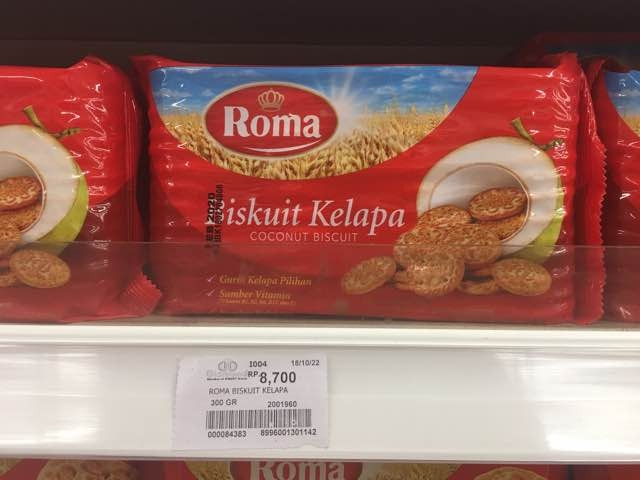 Roma
Biskuit Kelapa
COCONUT BISCUIT
✓ Gurih Kelapa Pilihan
✓ Sumber Vitamin
I004
18/10/22
RP 8,700
ROMA BISKUIT KELAPA
300 GR
2001960
000084383
8996001301142
Roma